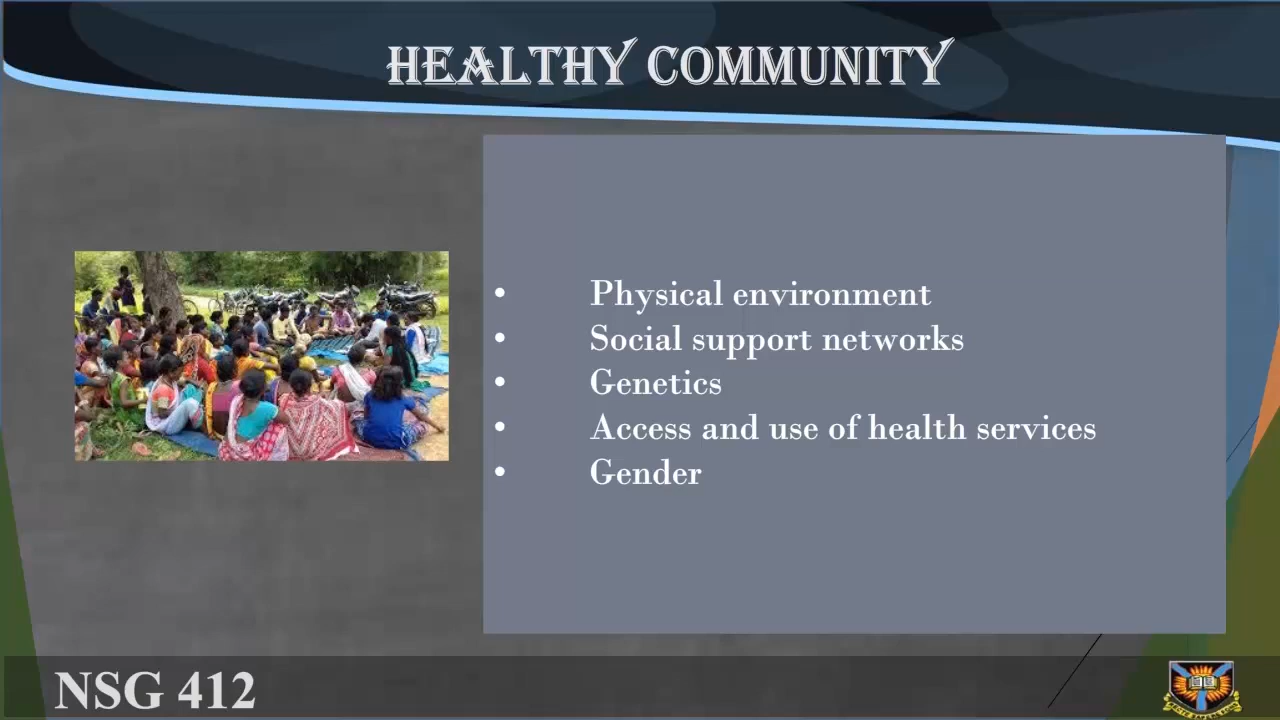 HEALTHY COMMUNITY
• Physical environment
• Social support networks
• Genetics
• Access and use of health services
• Gender
NSG 412